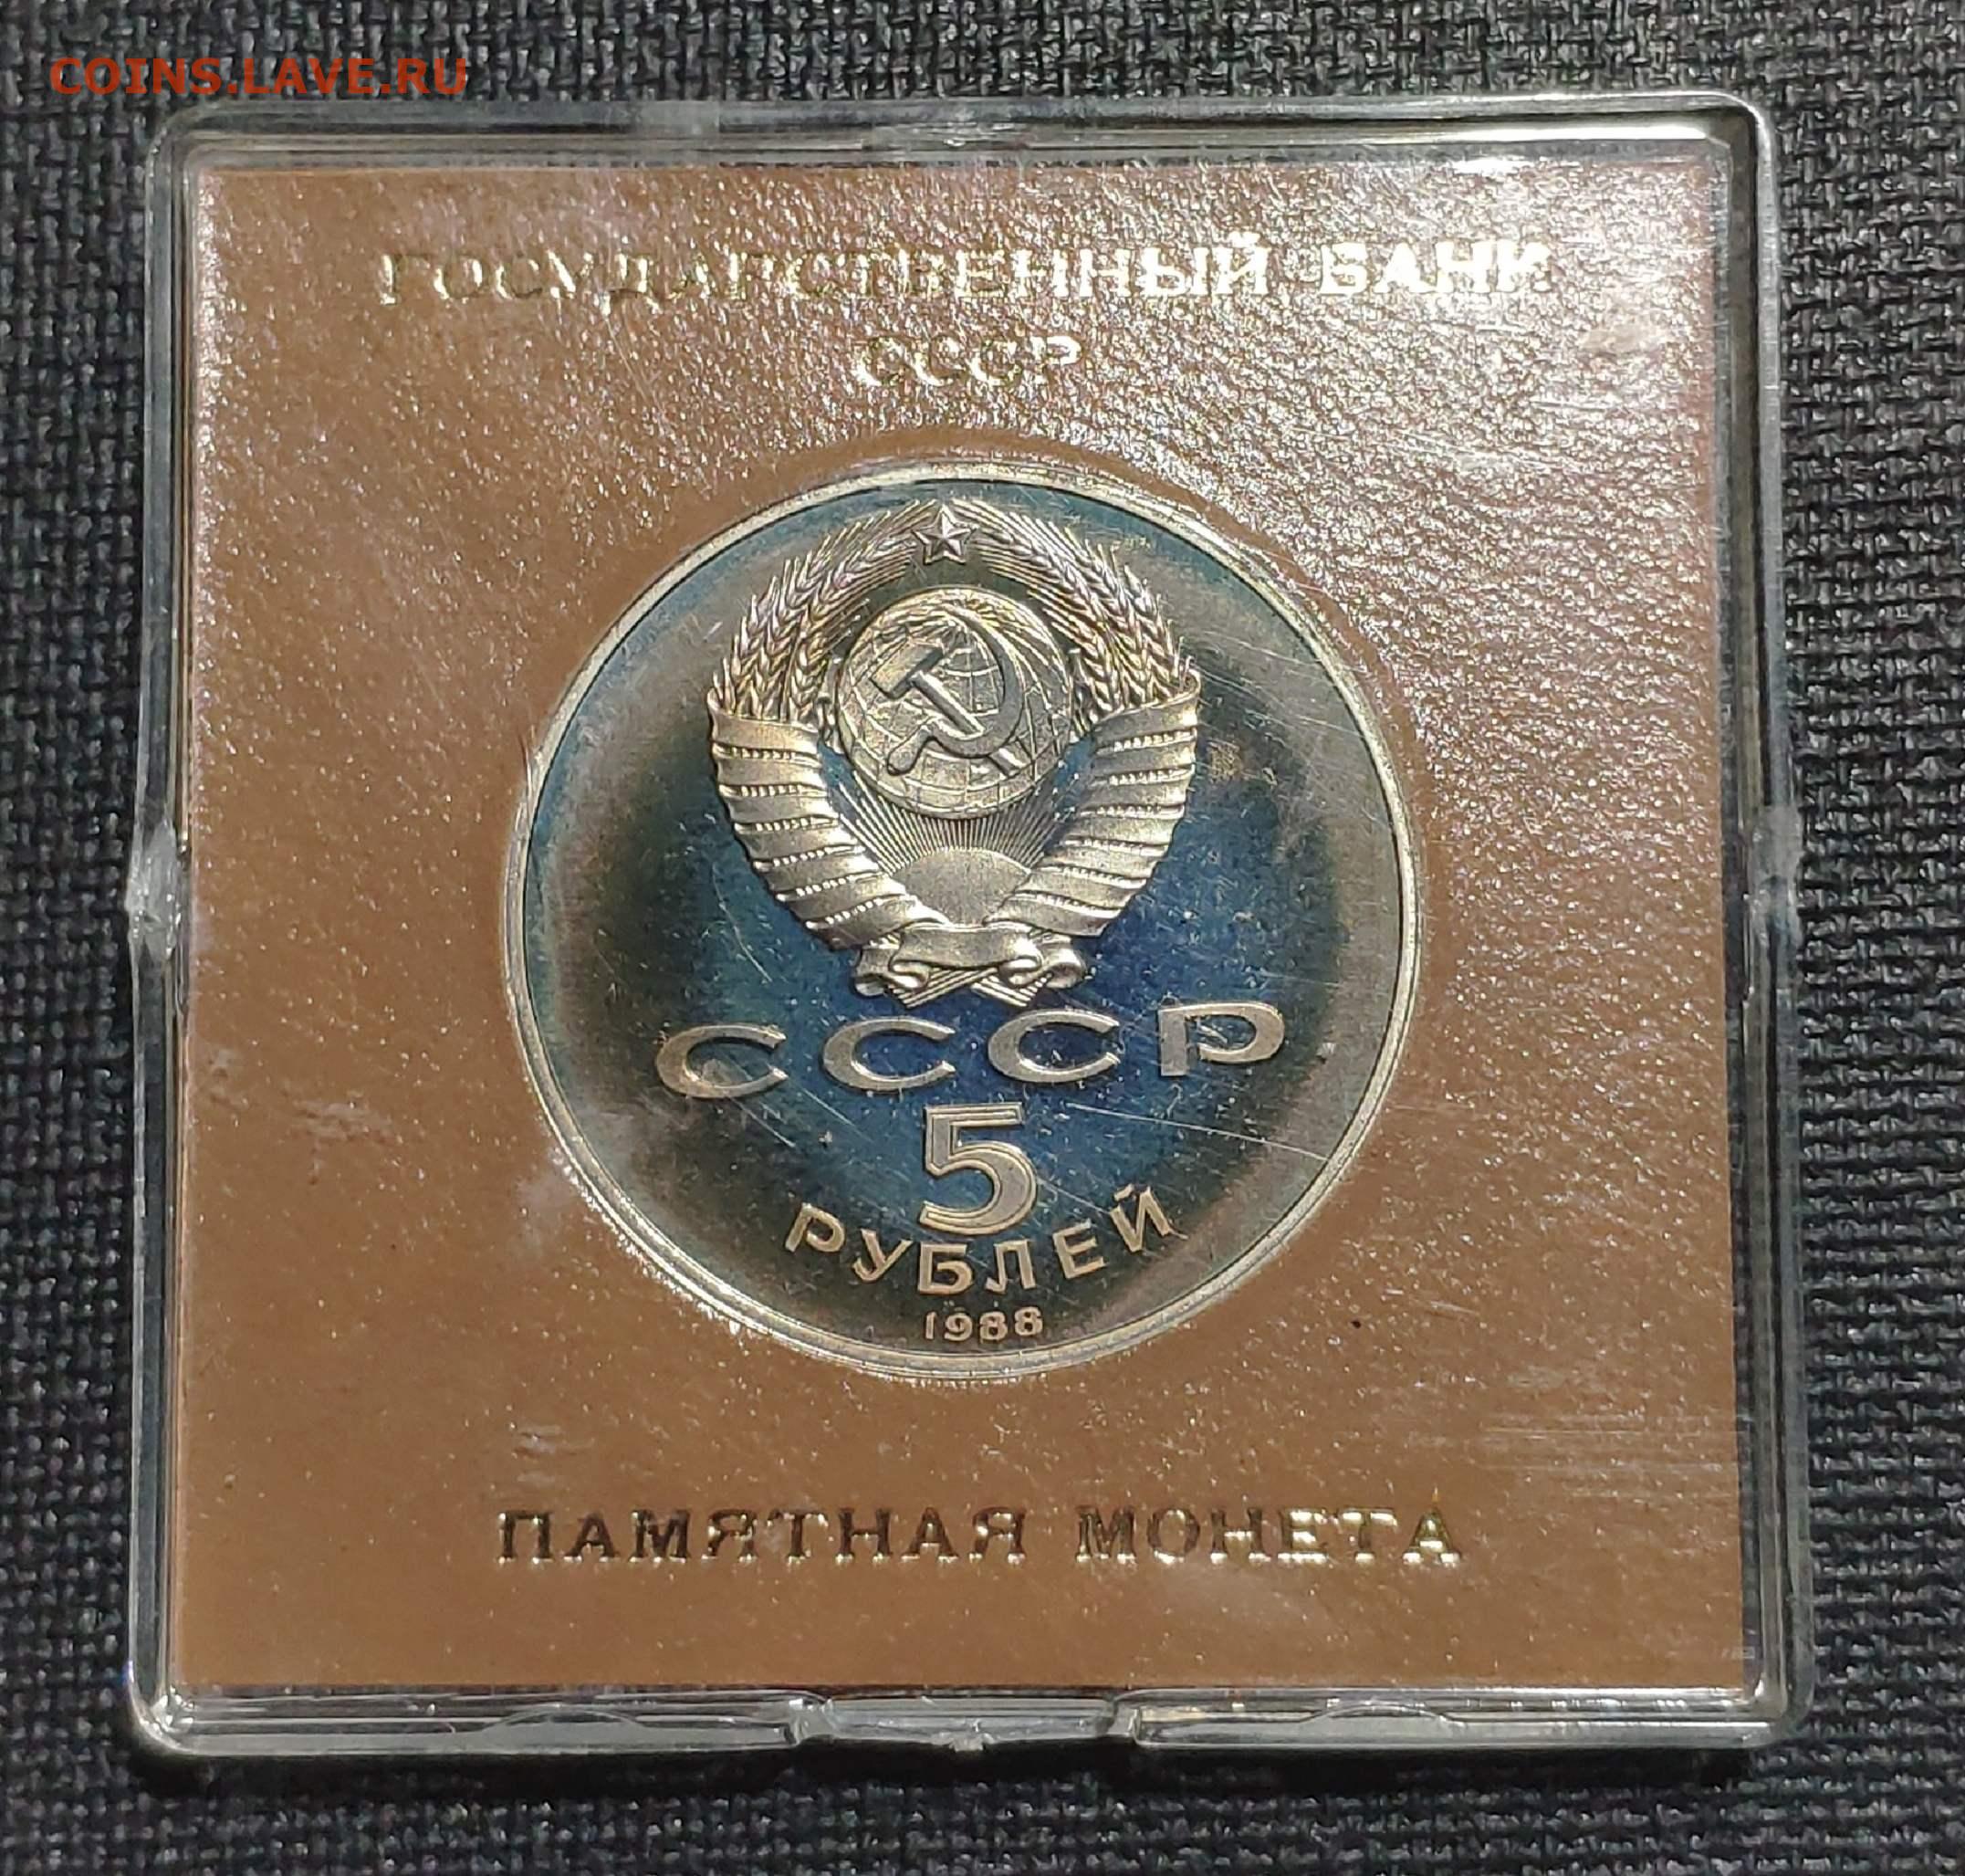 COINS.LAVE.RU
ГОСУДАРСТВЕННЫЙ БАНК
СССР
СССР
5
РУБЛЕЙ
1988
ПАМЯТНАЯ МОНЕТА